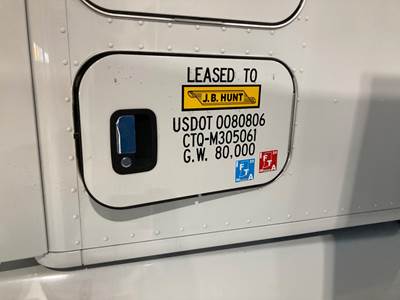 LEASED TO
J.B. HUNT
USDOT 0080806
CTQ-M305061
G.W. 80,000
F T A
F T A